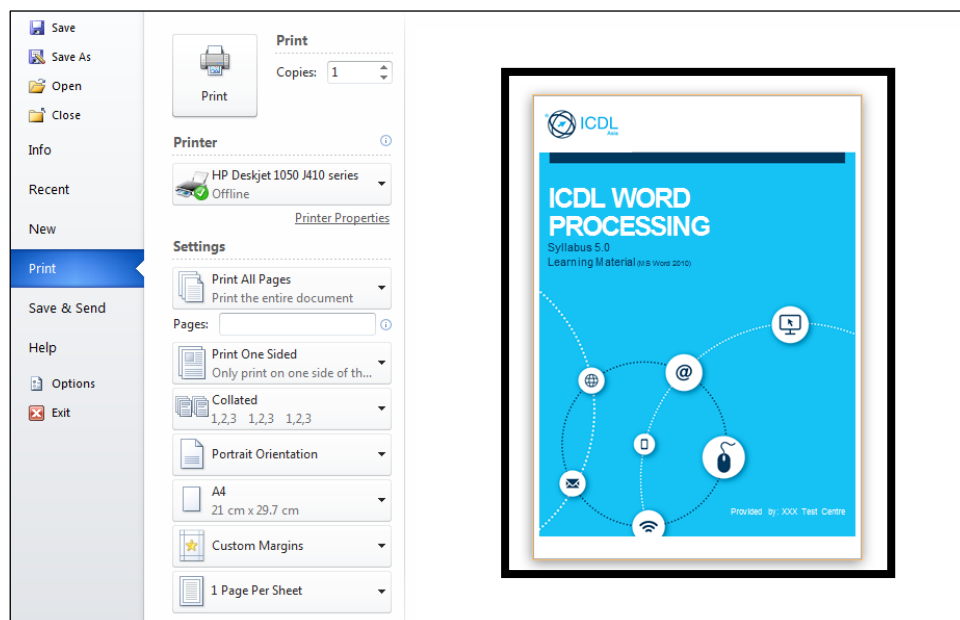 Save
Save As
Open
Close
Info
Recent
New
Print
Save & Send
Help
Options
Exit
Print
Print
Copies: 1
Printer
HP Deskjet 1050 J410 series
Offline
Printer Properties
Settings
Print All Pages
Print the entire document
Pages:
Print One Sided
Only print on one side of th...
Collated
1,2,3 1,2,3 1,2,3
Portrait Orientation
A4
21 cm x 29.7 cm
Custom Margins
1 Page Per Sheet
ICDL
Asia
ICDL WORD
PROCESSING
Syllabus 5.0
Learning Material (MS Word 2010)
@
Provided by: XXX Test Centre